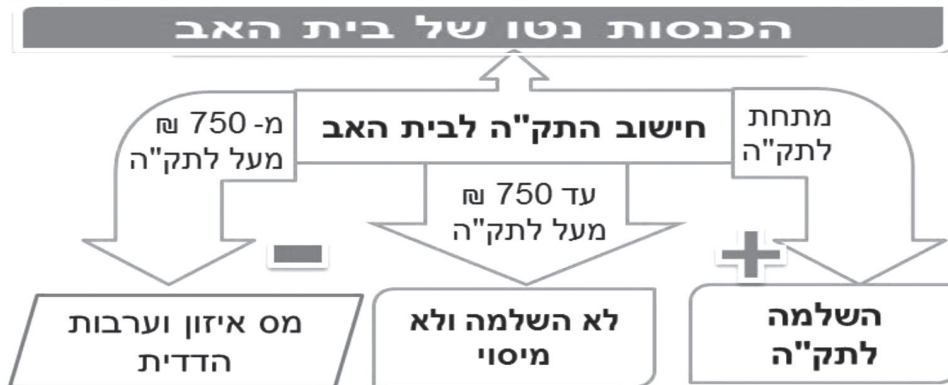 הכנסות נטו של בית האב
חישוב התק"ה לבית האב
מתחת
לתק"ה
עד 750 ₪
מעל לתק"ה
מ- 750 ₪
מעל לתק"ה
+
השלמה
לתק"ה
לא השלמה ולא
מיסוי
-
מס איזון וערבות
הדדית